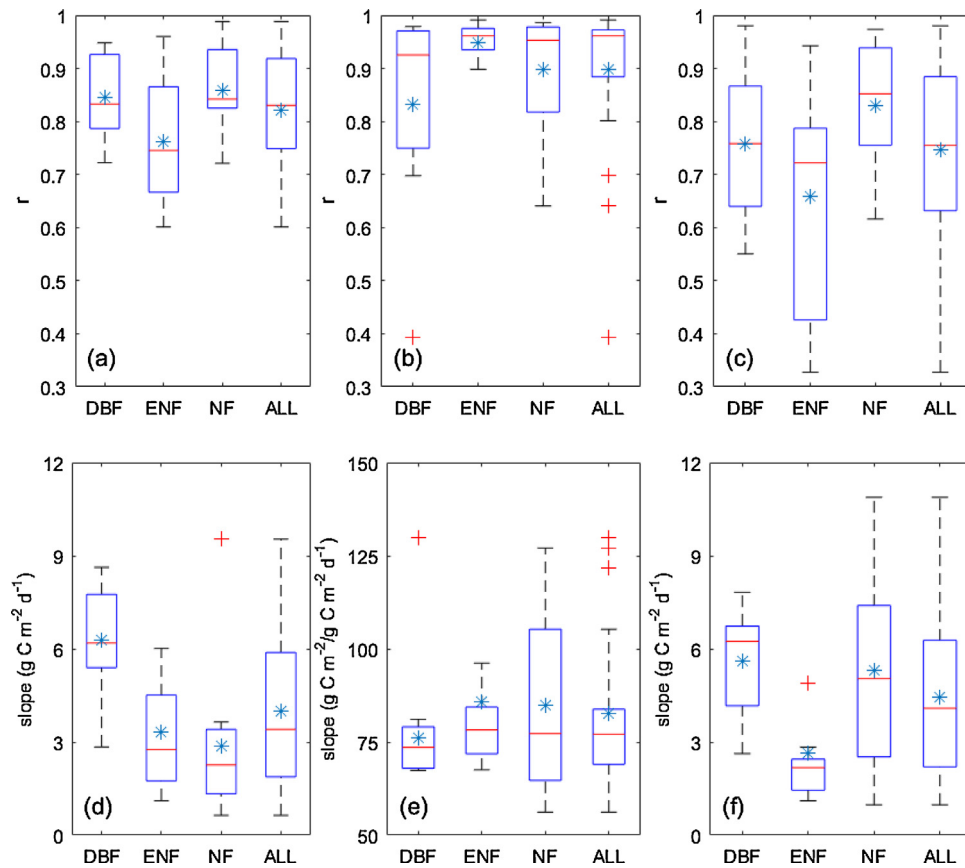 1
0.9
0.8
0.7
0.6
0.5
0.4
0.3
r
(a)
DBF ENF NF ALL
1
0.9
0.8
0.7
0.6
0.5
0.4
0.3
r
(b)
DBF ENF NF ALL
1
0.9
0.8
0.7
0.6
0.5
0.4
0.3
r
(c)
DBF ENF NF ALL
12
9
6
3
0
slope (g C m⁻² d⁻¹)
(d)
DBF ENF NF ALL
150
125
100
75
50
slope (g C m⁻²/g C m⁻² d⁻¹)
(e)
DBF ENF NF ALL
12
9
6
3
0
slope (g C m⁻² d⁻¹)
(f)
DBF ENF NF ALL